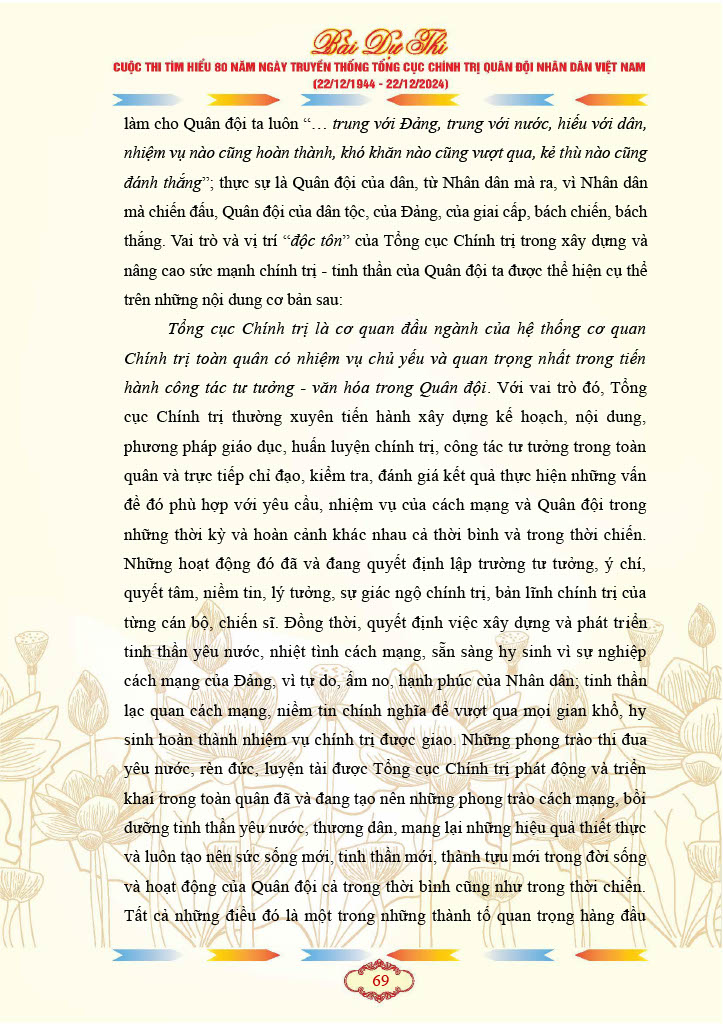 Bài Dự Thi
CUỘC THI TÌM HIỂU 80 NĂM NGÀY TRUYỀN THỐNG TỔNG CỤC CHÍNH TRỊ QUÂN ĐỘI NHÂN DÂN VIỆT NAM
(22/12/1944 - 22/12/2024)
làm cho Quân đội ta luôn “… trung với Đảng, trung với nước, hiếu với dân,
nhiệm vụ nào cũng hoàn thành, khó khăn nào cũng vượt qua, kẻ thù nào cũng
đánh thắng”; thực sự là Quân đội của dân, từ Nhân dân mà ra, vì Nhân dân
mà chiến đấu, Quân đội của dân tộc, của Đảng, của giai cấp, bách chiến, bách
thắng. Vai trò và vị trí “độc tôn” của Tổng cục Chính trị trong xây dựng và
nâng cao sức mạnh chính trị - tinh thần của Quân đội ta được thể hiện cụ thể
trên những nội dung cơ bản sau:
Tổng cục Chính trị là cơ quan đầu ngành của hệ thống cơ quan
Chính trị toàn quân có nhiệm vụ chủ yếu và quan trọng nhất trong tiến
hành công tác tư tưởng - văn hóa trong Quân đội. Với vai trò đó, Tổng
cục Chính trị thường xuyên tiến hành xây dựng kế hoạch, nội dung,
phương pháp giáo dục, huấn luyện chính trị, công tác tư tưởng trong toàn
quân và trực tiếp chỉ đạo, kiểm tra, đánh giá kết quả thực hiện những vấn
đề đó phù hợp với yêu cầu, nhiệm vụ của cách mạng và Quân đội trong
những thời kỳ và hoàn cảnh khác nhau cả thời bình và trong thời chiến.
Những hoạt động đó đã và đang quyết định lập trường tư tưởng, ý chí,
quyết tâm, niềm tin, lý tưởng, sự giác ngộ chính trị, bản lĩnh chính trị của
từng cán bộ, chiến sĩ. Đồng thời, quyết định việc xây dựng và phát triển
tinh thần yêu nước, nhiệt tình cách mạng, sẵn sàng hy sinh vì sự nghiệp
cách mạng của Đảng, vì tự do, ấm no, hạnh phúc của Nhân dân; tinh thần
lạc quan cách mạng, niềm tin chính nghĩa để vượt qua mọi gian khổ, hy
sinh hoàn thành nhiệm vụ chính trị được giao. Những phong trào thi đua
yêu nước, rèn đức, luyện tài được Tổng cục Chính trị phát động và triển
khai trong toàn quân đã và đang tạo nên những phong trào cách mạng, bồi
dưỡng tinh thần yêu nước, thương dân, mang lại những hiệu quả thiết thực
và luôn tạo nên sức sống mới, tinh thần mới, thành tựu mới trong đời sống
và hoạt động của Quân đội cả trong thời bình cũng như trong thời chiến.
Tất cả những điều đó là một trong những thành tố quan trọng hàng đầu
69